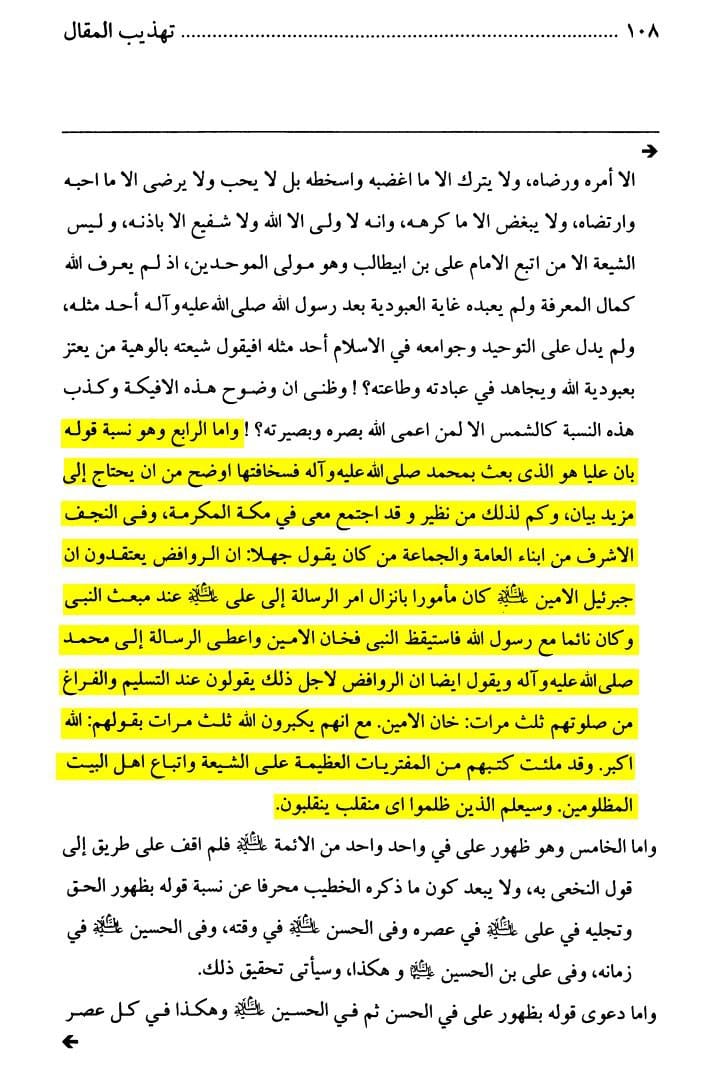 ١٠٨ ................................................................................ تهذيب المقال
الا أمره ورضاه، ولا يترك الا ما اغضبه واسخطه بل لا يحب ولا يرضى الا ما احبه
وارتضاه، ولا يبغض الا ما كرهه، وانه لا ولى الا الله ولا شفيع الا باذنه، و ليس
الشيعة الا من اتبع الامام على بن ابيطالب وهو مولى الموحدين، اذ لم يعرف الله
كمال المعرفة ولم يعبده غاية العبودية بعد رسول الله صلى‌الله‌عليه‌وآلـه أحد مثله،
ولم يدل على التوحيد وجوامعه في الاسلام أحد مثله افيقول شيعته بالوهية من يعتز
بعبودية الله ويجاهد في عبادته وطاعته؟! وظنى ان وضوح هذه الافيكة وكذب
هذه النسبة كالشمس الا لمن اعمى الله بصره وبصيرته؟! واما الرابع وهو نسبة قوله
بان عليا هو الذى بعث بمحمد صلى‌الله‌عليه‌وآله فسخافتها اوضح من ان يحتاج إلى
مزيد بيان، وكم لذلك من نظير و قد اجتمع معى في مكة المكرمة، وفى النجف
الاشرف من ابناء العامة والجماعة من كان يقول جهلا: ان الروافض يعتقدون ان
جبرئيل الامين عليه‌السلام كان مأمورا بانزال امر الرسالة إلى على عليه‌السلام عند مبعث النبى
وكان نائما مع رسول الله فاستيقظ النبى فخان الامين واعطى الرسالة إلى محمد
صلى‌الله‌عليه‌وآله ويقول ايضا ان الروافض لاجل ذلك يقولون عند التسليم والفراغ
من صلوتهم ثلث مرات: خان الامين. مع انهم يكبرون الله ثلث مرات بقولهم: الله
اكبر. وقد ملئت كتبهم من المفتريات العظيمة على الشيعة واتباع اهل البيت
المظلومين. وسيعلم الذين ظلموا اى منقلب ينقلبون.
واما الخامس وهو ظهور على في واحد واحد من الائمة عليه‌السلام فلم اقف على طريق إلى
قول النخعى به، ولا يبعد كون ما ذكره الخطيب محرفا عن نسبة قوله بظهور الحق
وتجليه في على عليه‌السلام في عصره وفى الحسن عليه‌السلام في وقته، وفى الحسين عليه‌السلام في
زمانه، وفى على بن الحسين عليه‌السلام و هكذا، وسيأتى تحقيق ذلك.
واما دعوى قوله بظهور على في الحسن ثم في الحسين عليه‌السلام وهكذا في كل عصر